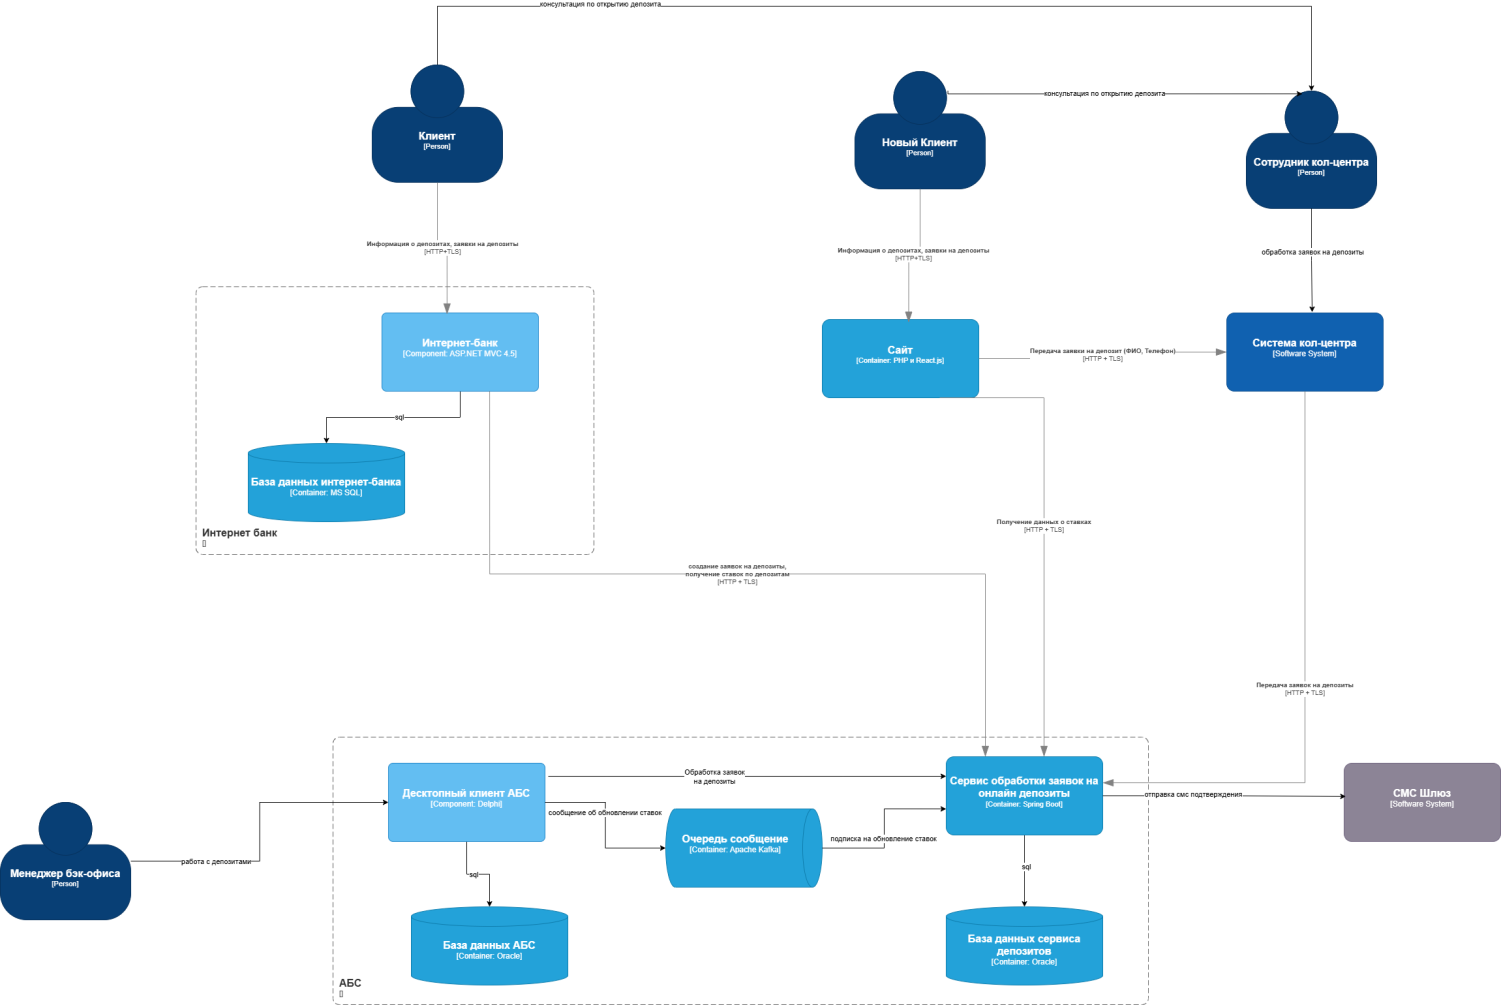 консультация по открытию депозита
Клиент
[Person]
Новый Клиент
[Person]
консультация по открытию депозита
Сотрудник кол-центра
[Person]
Информация о депозитах, заявки на депозиты
[HTTP+TLS]
Информация о депозитах, заявки на депозиты
[HTTP+TLS]
обработка заявок на депозиты
Интернет-банк
[Component: ASP.NET MVC 4.5]
Сайт
[Container: PHP и React.js]
Передача заявки на депозит (ФИО, Телефон)
[HTTP + TLS]
Система кол-центра
[Software System]
sql
База данных интернет-банка
[Container: MS SQL]
Интернет банк
[]
Получение данных о ставках
[HTTP + TLS]
создание заявок на депозиты,
получение ставок по депозитам
[HTTP + TLS]
Передача заявок на депозиты
[HTTP + TLS]
Десктопный клиент АБС
[Component: Delphi]
Обработка заявок
на депозиты
Сервис обработки заявок на
онлайн депозиты
[Container: Spring Boot]
отправка смс подтверждения
СМС Шлюз
[Software System]
сообщение об обновлении ставок
Очередь сообщение
[Container: Apache Kafka]
подписка на обновление ставок
работа с депозитами
Менеджер бэк-офиса
[Person]
sql
sql
База данных АБС
[Container: Oracle]
База данных сервиса
депозитов
[Container: Oracle]
АБС
[]